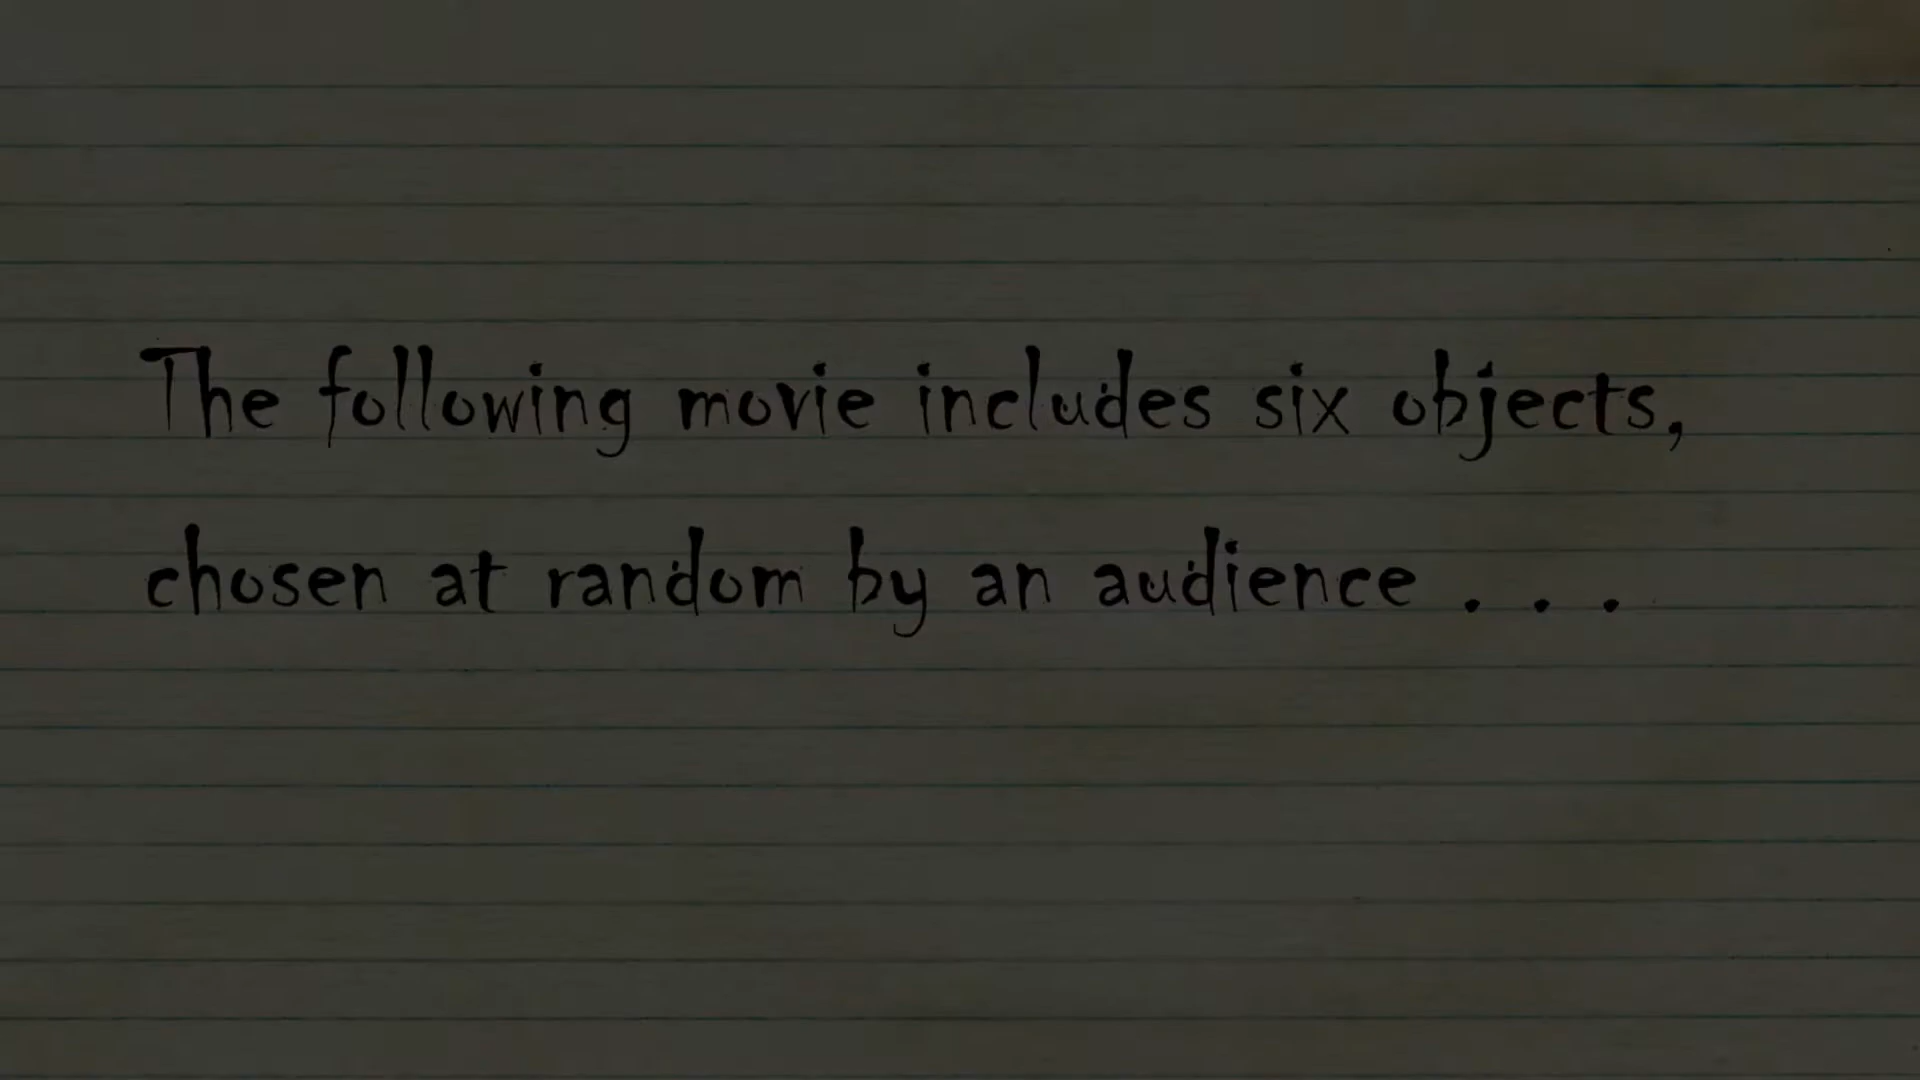 The following movie includes six objects,
chosen at random by an audience . . .